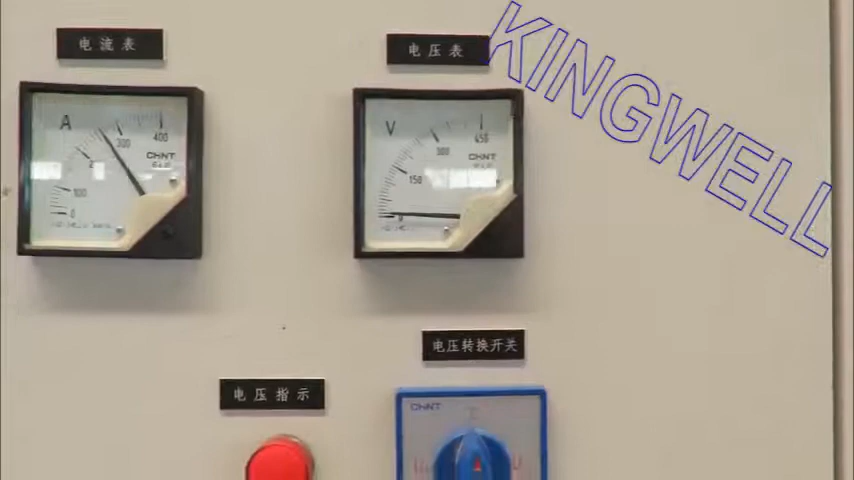 电流表
电压表
KINGWELL
A
100
300
400
CHNT
0
V
150
300
450
CHNT
0
电压转换开关
电压指示
CHNT